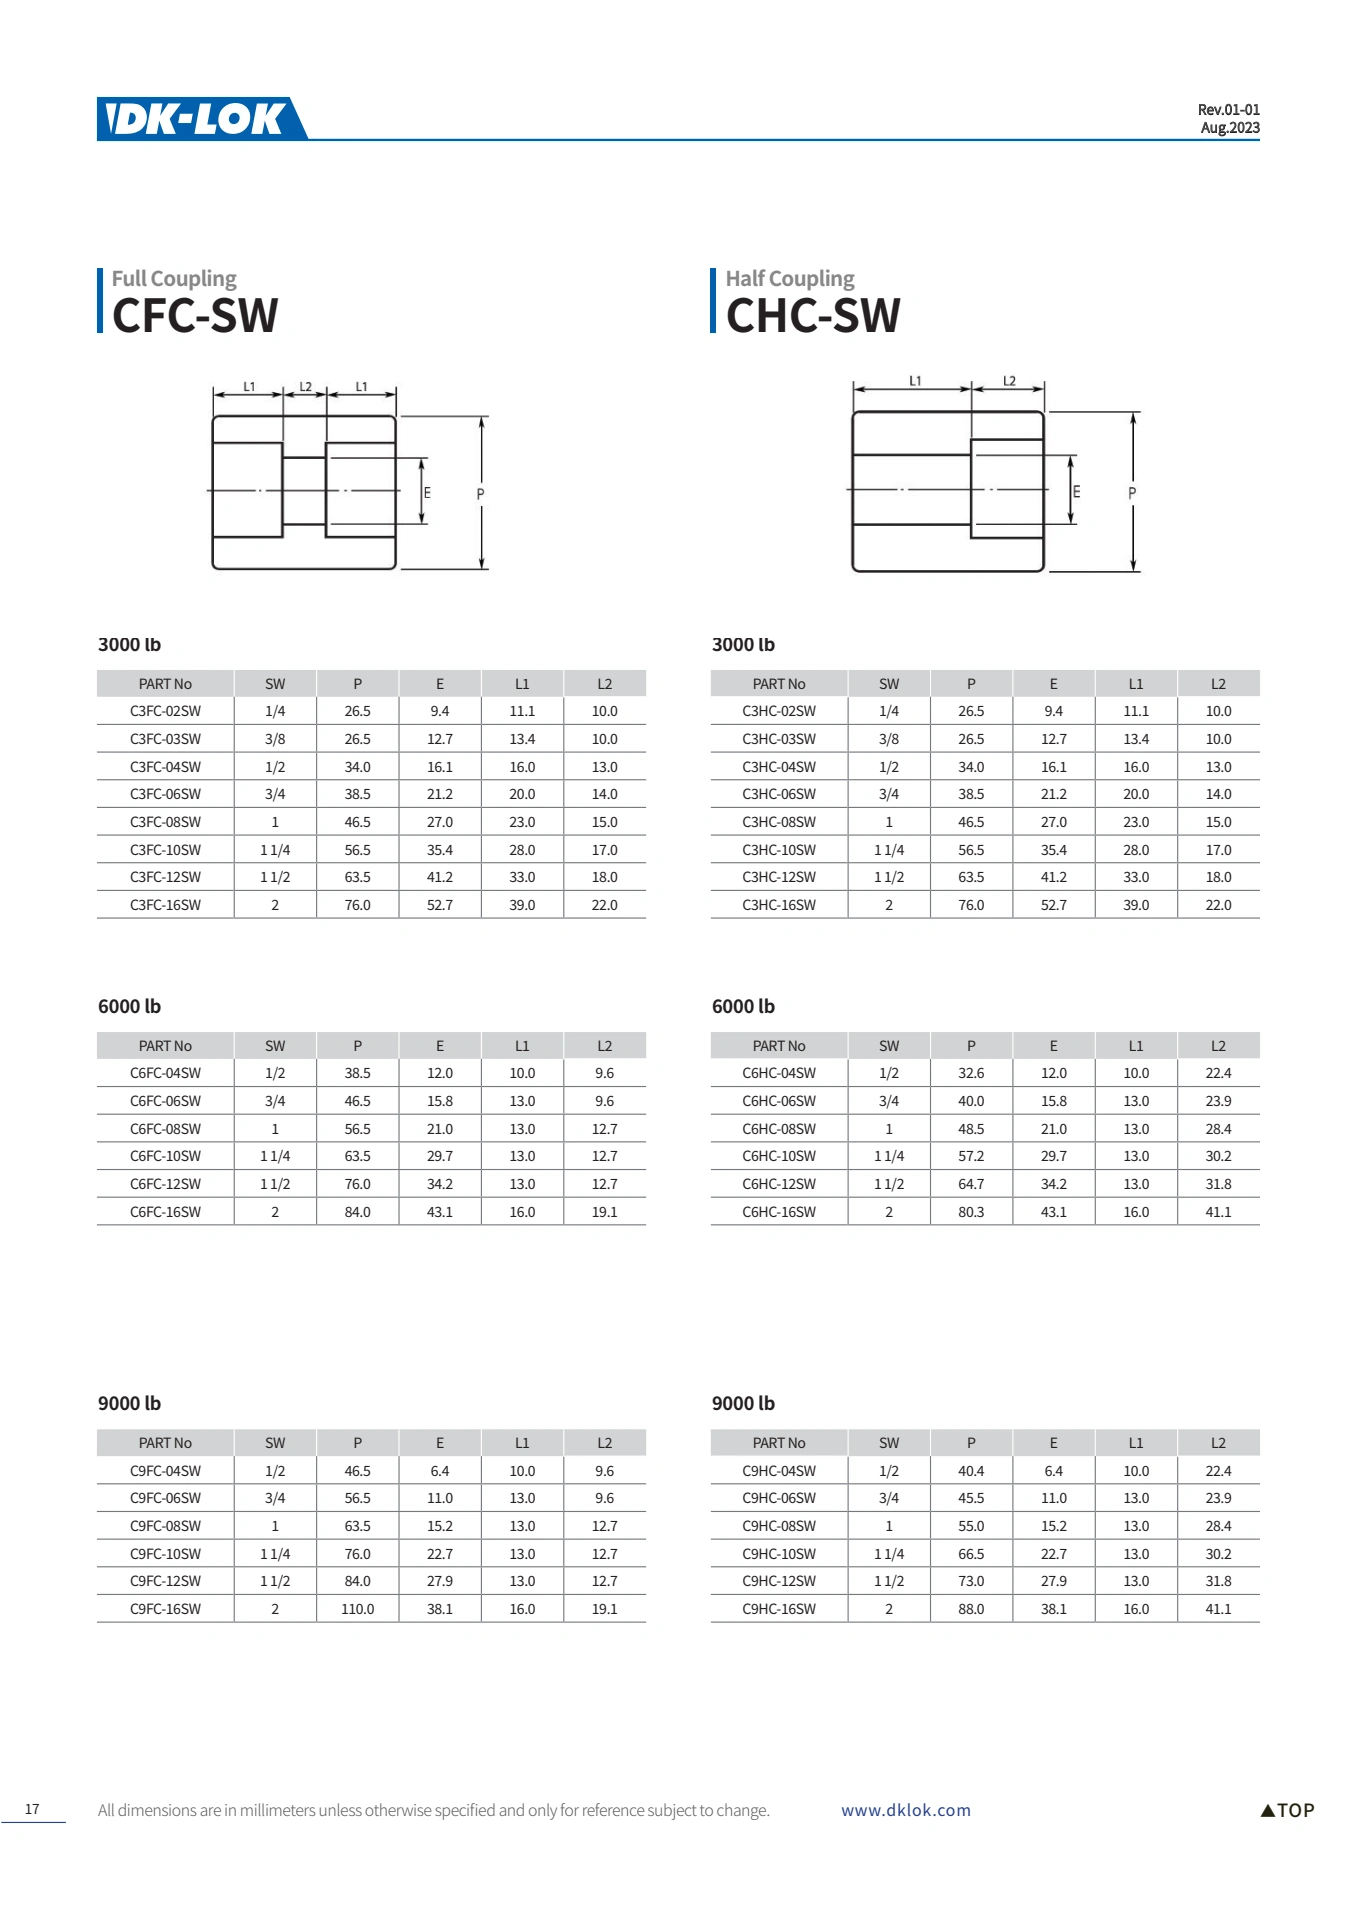 DK-LOK
Rev.01-01
Aug.2023
Full Coupling
CFC-SW
L1 L2 L1
E P
3000 lb
PART No SW P E L1 L2
C3FC-02SW 1/4 26.5 9.4 11.1 10.0
C3FC-03SW 3/8 26.5 12.7 13.4 10.0
C3FC-04SW 1/2 34.0 16.1 16.0 13.0
C3FC-06SW 3/4 38.5 21.2 20.0 14.0
C3FC-08SW 1 46.5 27.0 23.0 15.0
C3FC-10SW 1 1/4 56.5 35.4 28.0 17.0
C3FC-12SW 1 1/2 63.5 41.2 33.0 18.0
C3FC-16SW 2 76.0 52.7 39.0 22.0
6000 lb
PART No SW P E L1 L2
C6FC-04SW 1/2 38.5 12.0 10.0 9.6
C6FC-06SW 3/4 46.5 15.8 13.0 9.6
C6FC-08SW 1 56.5 21.0 13.0 12.7
C6FC-10SW 1 1/4 63.5 29.7 13.0 12.7
C6FC-12SW 1 1/2 76.0 34.2 13.0 12.7
C6FC-16SW 2 84.0 43.1 16.0 19.1
9000 lb
PART No SW P E L1 L2
C9FC-04SW 1/2 46.5 6.4 10.0 9.6
C9FC-06SW 3/4 56.5 11.0 13.0 9.6
C9FC-08SW 1 63.5 15.2 13.0 12.7
C9FC-10SW 1 1/4 76.0 22.7 13.0 12.7
C9FC-12SW 1 1/2 84.0 27.9 13.0 12.7
C9FC-16SW 2 110.0 38.1 16.0 19.1
Half Coupling
CHC-SW
L1 L2
E P
3000 lb
PART No SW P E L1 L2
C3HC-02SW 1/4 26.5 9.4 11.1 10.0
C3HC-03SW 3/8 26.5 12.7 13.4 10.0
C3HC-04SW 1/2 34.0 16.1 16.0 13.0
C3HC-06SW 3/4 38.5 21.2 20.0 14.0
C3HC-08SW 1 46.5 27.0 23.0 15.0
C3HC-10SW 1 1/4 56.5 35.4 28.0 17.0
C3HC-12SW 1 1/2 63.5 41.2 33.0 18.0
C3HC-16SW 2 76.0 52.7 39.0 22.0
6000 lb
PART No SW P E L1 L2
C6HC-04SW 1/2 32.6 12.0 10.0 22.4
C6HC-06SW 3/4 40.0 15.8 13.0 23.9
C6HC-08SW 1 48.5 21.0 13.0 28.4
C6HC-10SW 1 1/4 57.2 29.7 13.0 30.2
C6HC-12SW 1 1/2 64.7 34.2 13.0 31.8
C6HC-16SW 2 80.3 43.1 16.0 41.1
9000 lb
PART No SW P E L1 L2
C9HC-04SW 1/2 40.4 6.4 10.0 22.4
C9HC-06SW 3/4 45.5 11.0 13.0 23.9
C9HC-08SW 1 55.0 15.2 13.0 28.4
C9HC-10SW 1 1/4 66.5 22.7 13.0 30.2
C9HC-12SW 1 1/2 73.0 27.9 13.0 31.8
C9HC-16SW 2 88.0 38.1 16.0 41.1
17 All dimensions are in millimeters unless otherwise specified and only for reference subject to change. www.dklok.com ▲TOP